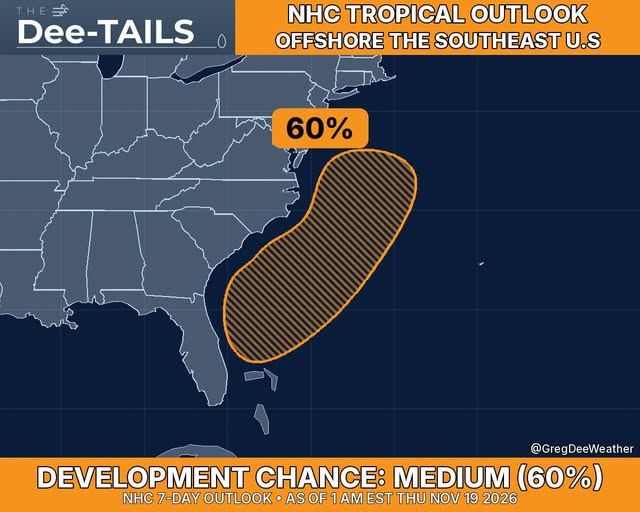 THE
Dee-TAILS
NHC TROPICAL OUTLOOK
OFFSHORE THE SOUTHEAST U.S
60%
@GregDeeWeather
DEVELOPMENT CHANCE: MEDIUM (60%)
NHC 7-DAY OUTLOOK • AS OF 1 AM EST THU NOV 19 2026